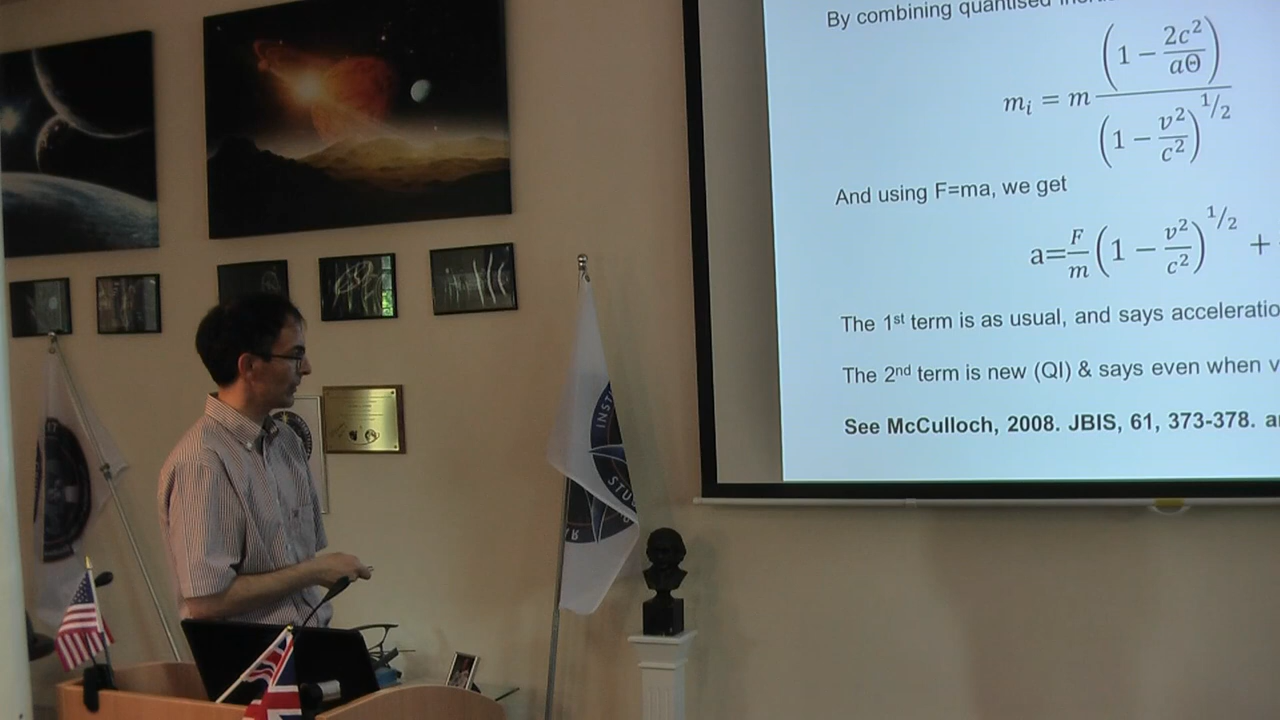 By combining quantised
m_i = m (1 − 2c²/aΘ) / (1 − v²/c²)^1/2
And using F=ma, we get
a=F/m (1 − v²/c²)^1/2 +
The 1st term is as usual, and says acceleratio
The 2nd term is new (QI) & says even when v
See McCulloch, 2008. JBIS, 61, 373-378. a
INST
STU